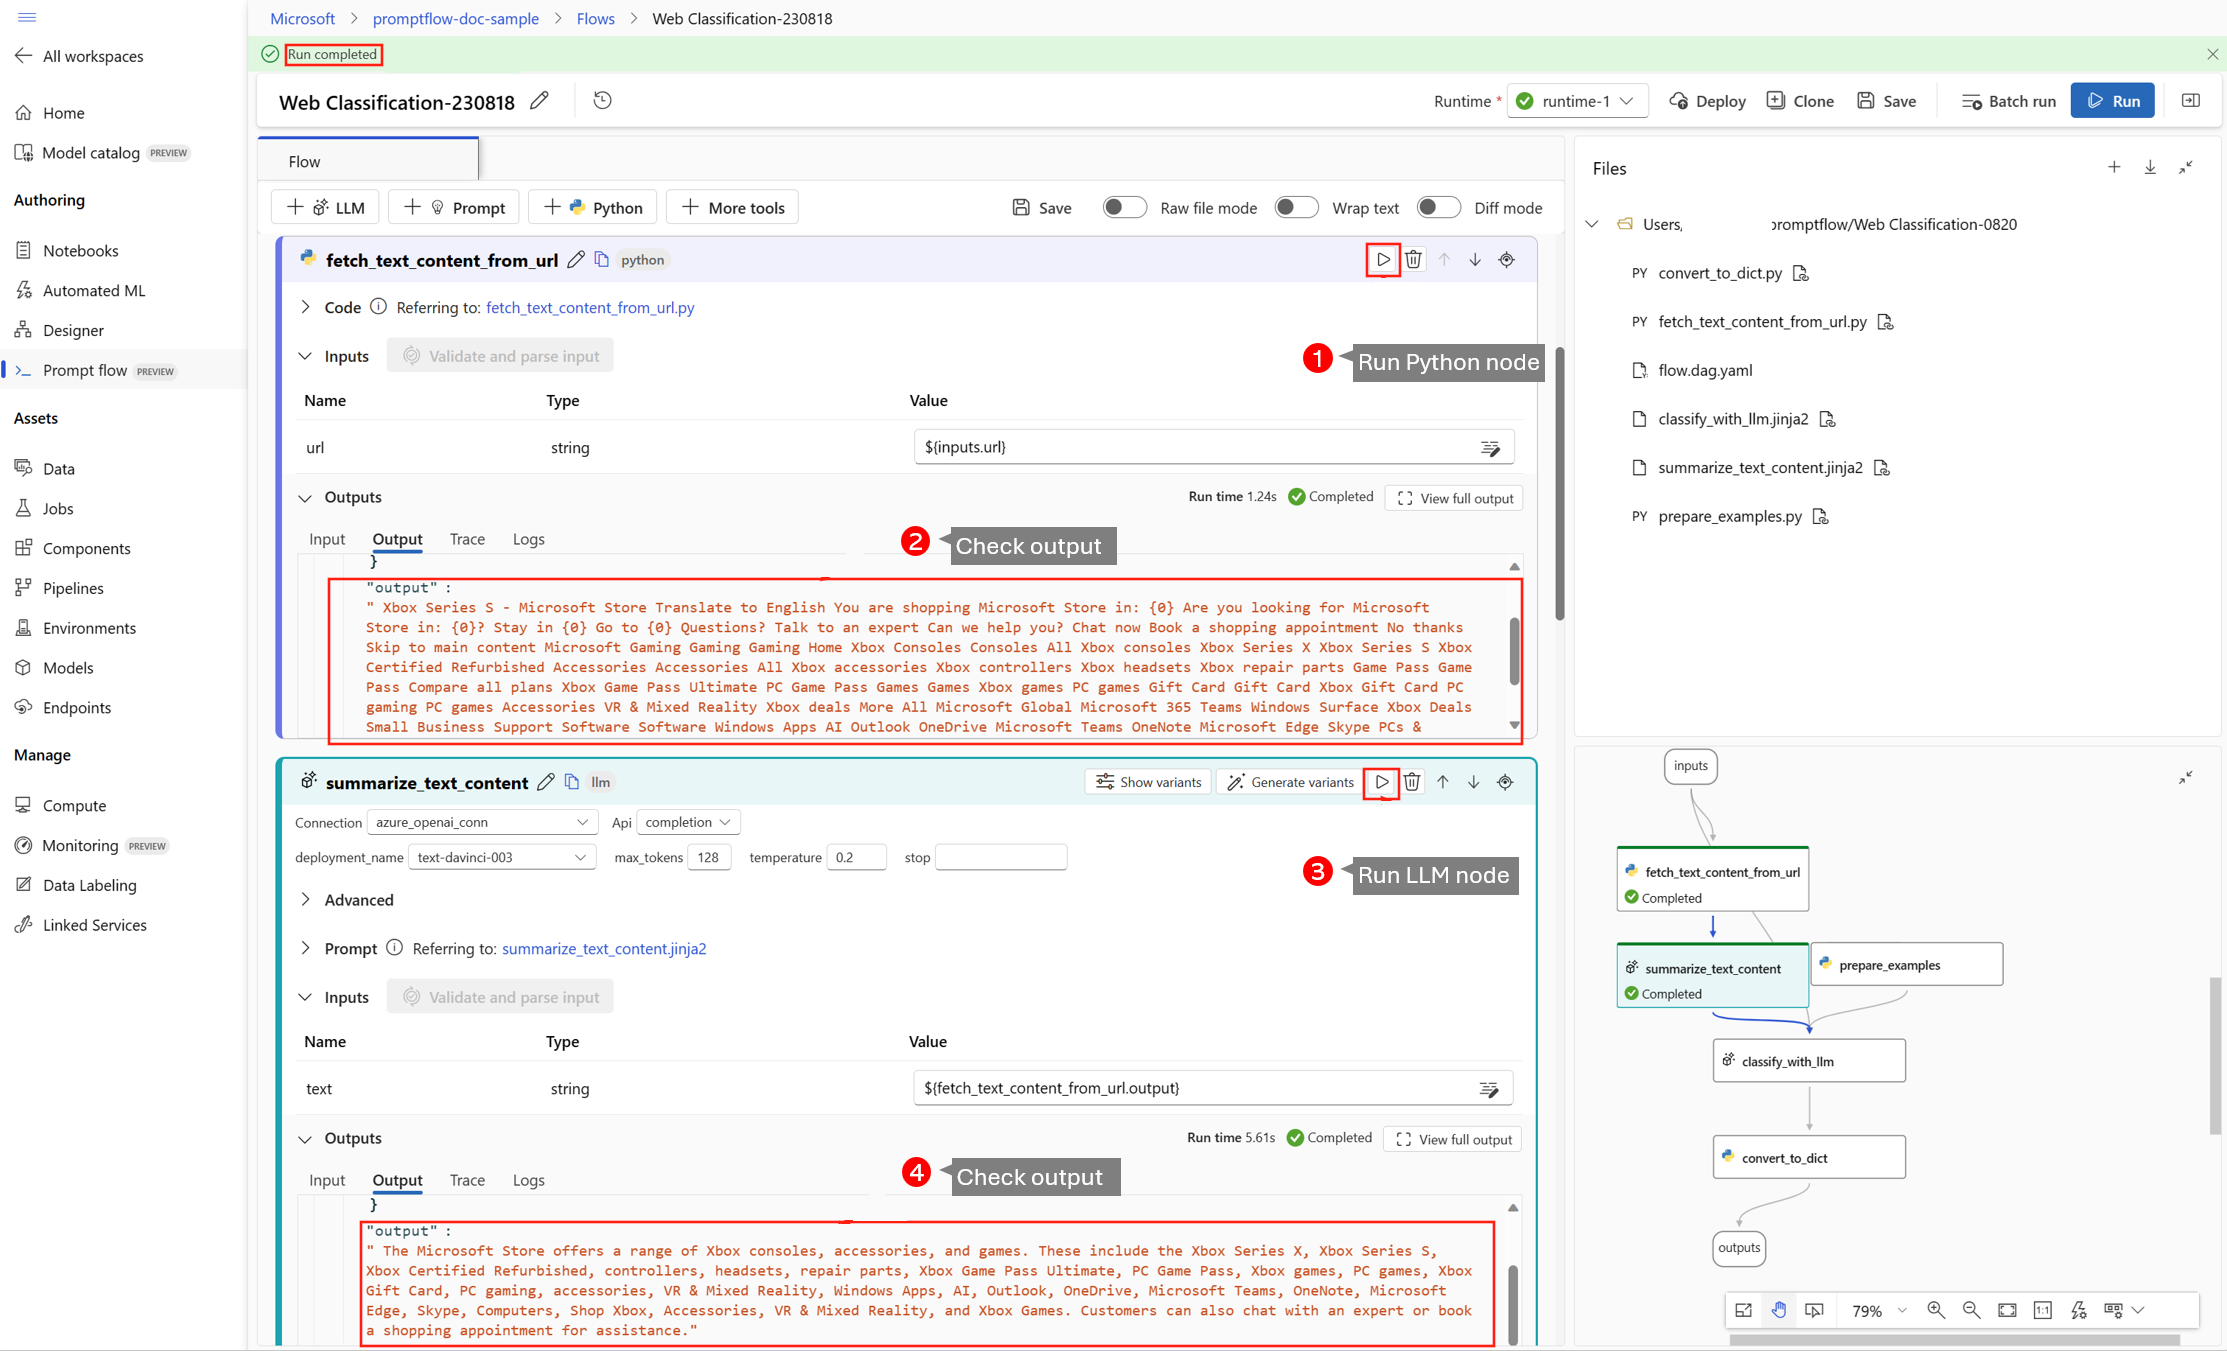 Microsoft > promptflow-doc-sample > Flows > Web Classification-230818
Run completed
All workspaces
Home
Model catalog PREVIEW
Authoring
Notebooks
Automated ML
Designer
Prompt flow PREVIEW
Assets
Data
Jobs
Components
Pipelines
Environments
Models
Endpoints
Manage
Compute
Monitoring PREVIEW
Data Labeling
Linked Services
Web Classification-230818
Runtime * runtime-1 Deploy Clone Save Batch run Run
Flow
LLM Prompt Python More tools Save Raw file mode Wrap text Diff mode
fetch_text_content_from_url python
Code Referring to: fetch_text_content_from_url.py
Inputs Validate and parse input
1 Run Python node
Name Type Value
url string ${inputs.url}
Outputs Run time 1.24s Completed View full output
Input Output Trace Logs
2 Check output
}
"output" :
" Xbox Series S - Microsoft Store Translate to English You are shopping Microsoft Store in: {0} Are you looking for Microsoft
Store in: {0}? Stay in {0} Go to {0} Questions? Talk to an expert Can we help you? Chat now Book a shopping appointment No thanks
Skip to main content Microsoft Gaming Gaming Gaming Home Xbox Consoles Consoles All Xbox consoles Xbox Series X Xbox Series S Xbox
Certified Refurbished Accessories Accessories All Xbox accessories Xbox controllers Xbox headsets Xbox repair parts Game Pass Game
Pass Compare all plans Xbox Game Pass Ultimate PC Game Pass Games Games Xbox games PC games Gift Card Gift Card Xbox Gift Card PC
gaming PC games Accessories VR & Mixed Reality Xbox deals More All Microsoft Global Microsoft 365 Teams Windows Surface Xbox Deals
Small Business Support Software Software Windows Apps AI Outlook OneDrive Microsoft Teams OneNote Microsoft Edge Skype PCs &
summarize_text_content llm Show variants Generate variants
Connection azure_openai_conn Api completion
deployment_name text-davinci-003 max_tokens 128 temperature 0.2 stop
3 Run LLM node
Advanced
Prompt Referring to: summarize_text_content.jinja2
Inputs Validate and parse input
Name Type Value
text string ${fetch_text_content_from_url.output}
Outputs Run time 5.61s Completed View full output
Input Output Trace Logs
4 Check output
}
"output" :
" The Microsoft Store offers a range of Xbox consoles, accessories, and games. These include the Xbox Series X, Xbox Series S,
Xbox Certified Refurbished, controllers, headsets, repair parts, Xbox Game Pass Ultimate, PC Game Pass, Xbox games, PC games, Xbox
Gift Card, PC gaming, accessories, VR & Mixed Reality, Windows Apps, AI, Outlook, OneDrive, Microsoft Teams, OneNote, Microsoft
Edge, Skype, Computers, Shop Xbox, Accessories, VR & Mixed Reality, and Xbox Games. Customers can also chat with an expert or book
a shopping appointment for assistance."
Files
Users, promptflow/Web Classification-0820
PY convert_to_dict.py
PY fetch_text_content_from_url.py
flow.dag.yaml
classify_with_llm.jinja2
summarize_text_content.jinja2
PY prepare_examples.py
inputs
fetch_text_content_from_url
Completed
summarize_text_content
Completed
prepare_examples
classify_with_llm
convert_to_dict
outputs
79% 1:1